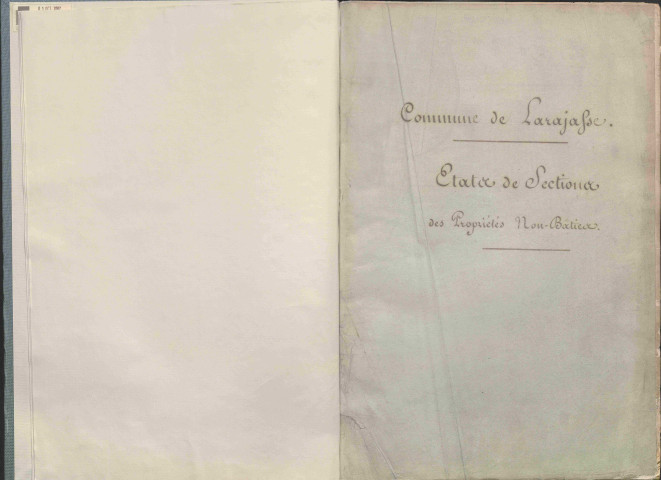 Commune de Larajasse.
Etats de Sections
des Propriétés Non-Bâties.